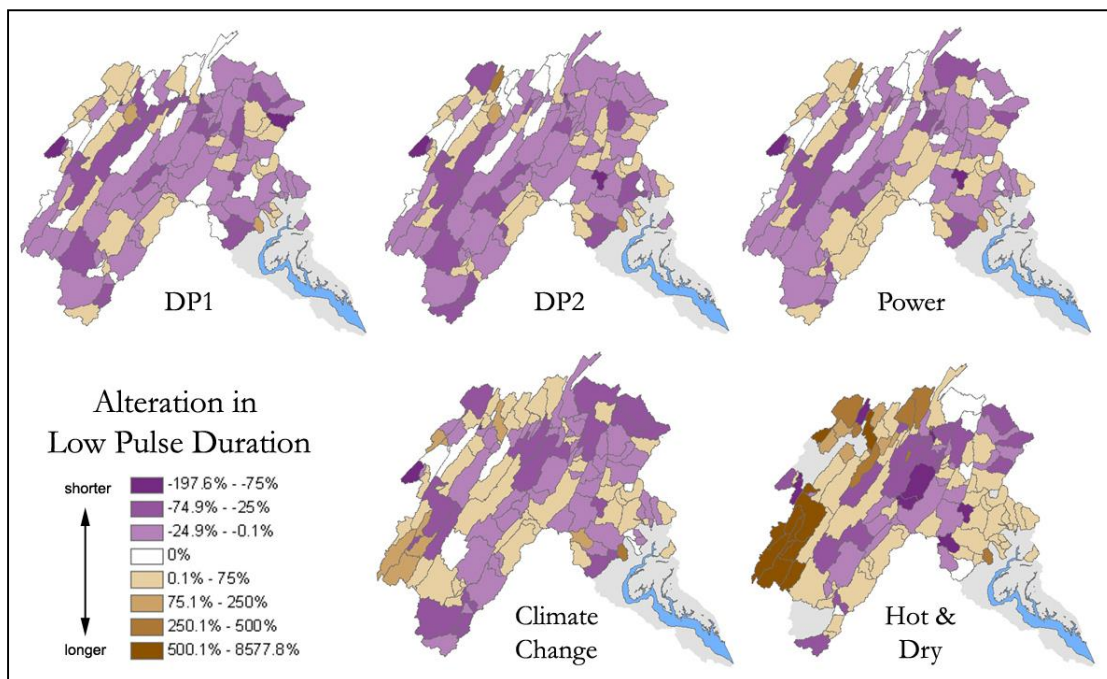 DP1
DP2
Power
Alteration in
Low Pulse Duration
shorter
longer
-197.6% - -75%
-74.9% - -25%
-24.9% - -0.1%
0%
0.1% - 75%
75.1% - 250%
250.1% - 500%
500.1% - 8577.8%
Climate
Change
Hot &
Dry